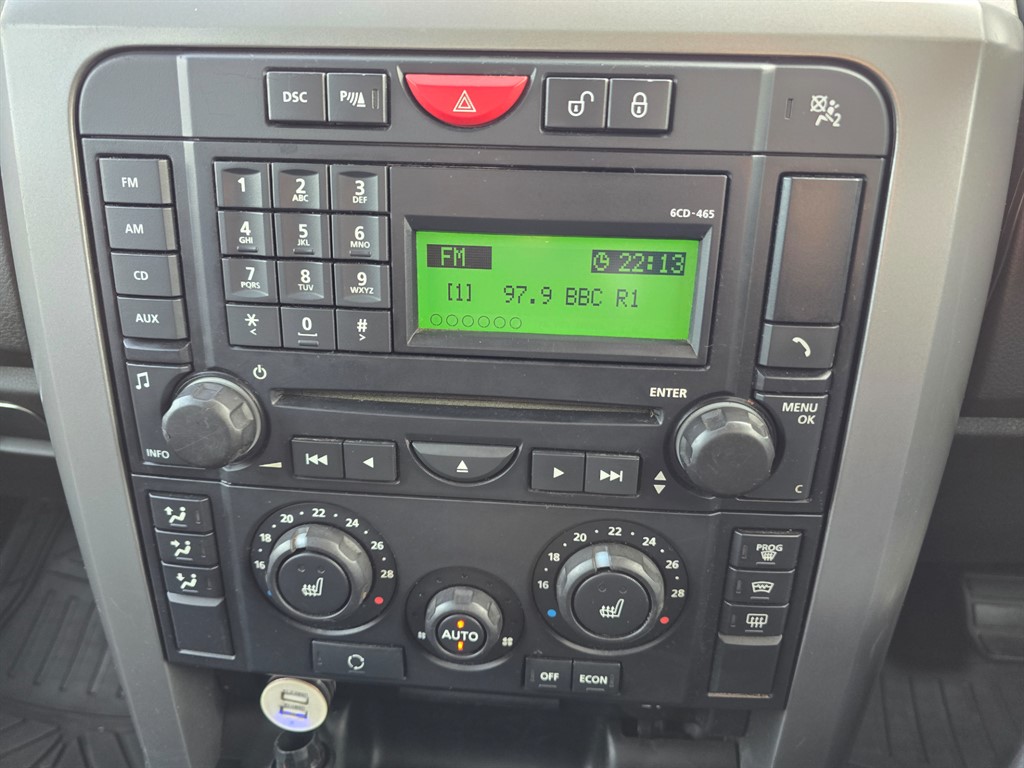 DSC
P
2
FM
AM
CD
AUX
1
2
ABC
3
DEF
4
GHI
5
JKL
6
MNO
7
PQRS
8
TUV
9
WXYZ
*
<
0
#
>
6CD-465
FM 22:13
[1] 97.9 BBC R1
INFO
ENTER
MENU
OK
C
16 18 20 22 24 26 28
AUTO
16 18 20 22 24 26 28
OFF
ECON
PROG